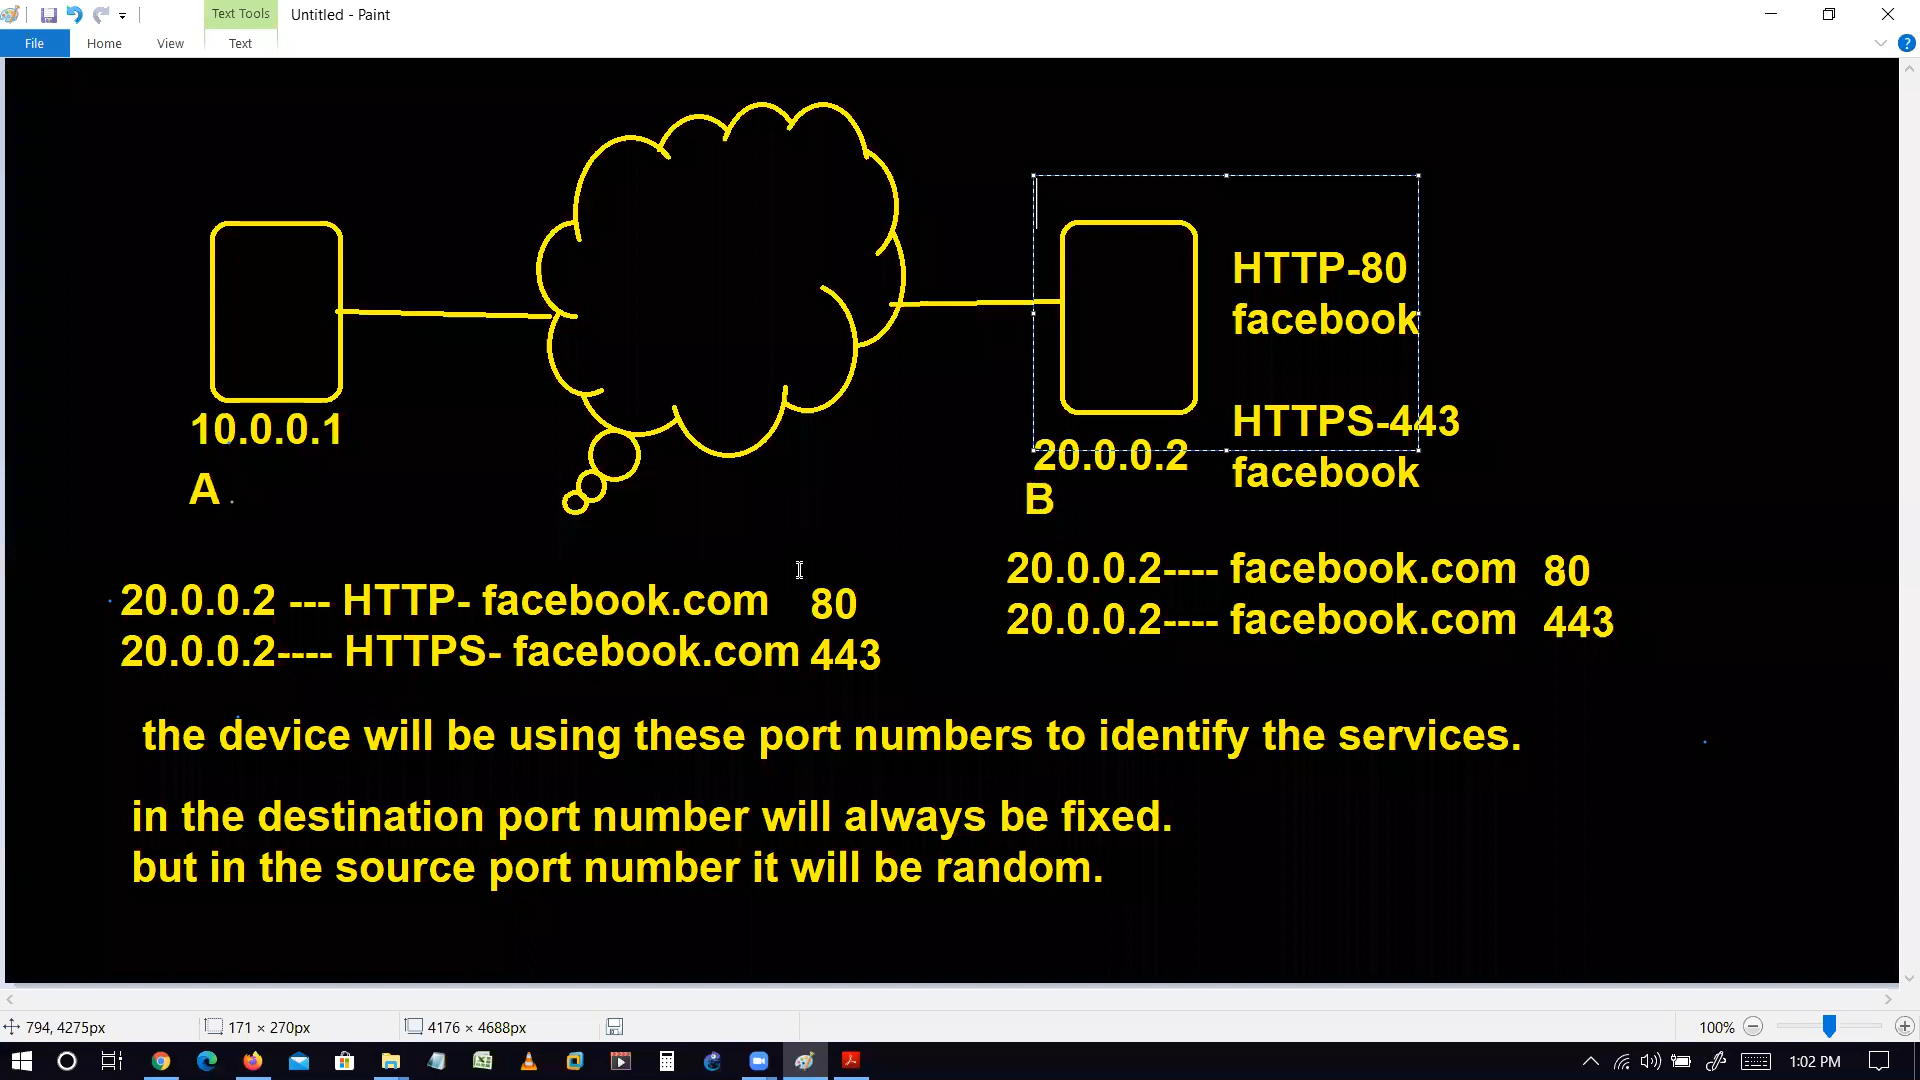 Text Tools
Untitled - Paint
File
Home
View
Text
HTTP-80
facebook
HTTPS-443
facebook
10.0.0.1
A
20.0.0.2
B
20.0.0.2 --- HTTP- facebook.com 80
20.0.0.2---- HTTPS- facebook.com 443
20.0.0.2---- facebook.com 80
20.0.0.2---- facebook.com 443
the device will be using these port numbers to identify the services.
in the destination port number will always be fixed.
but in the source port number it will be random.
794, 4275px
171 × 270px
4176 × 4688px
100%
1:02 PM